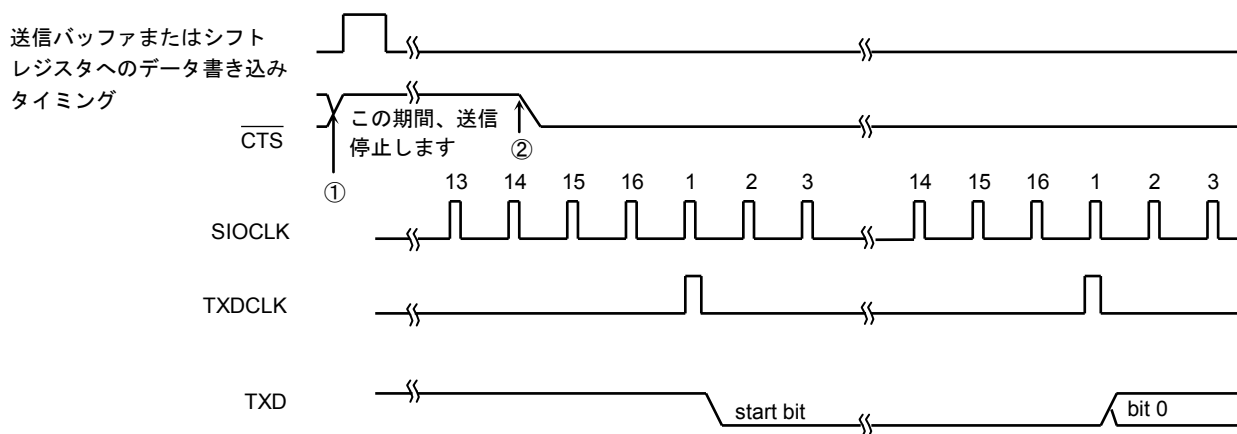 送信バッファまたはシフト
レジスタへのデータ書き込み
タイミング
CTS
この期間、送信
停止します
①
②
13 14 15 16 1 2 3 14 15 16 1 2 3
SIOCLK
TXDCLK
TXD
start bit
bit 0